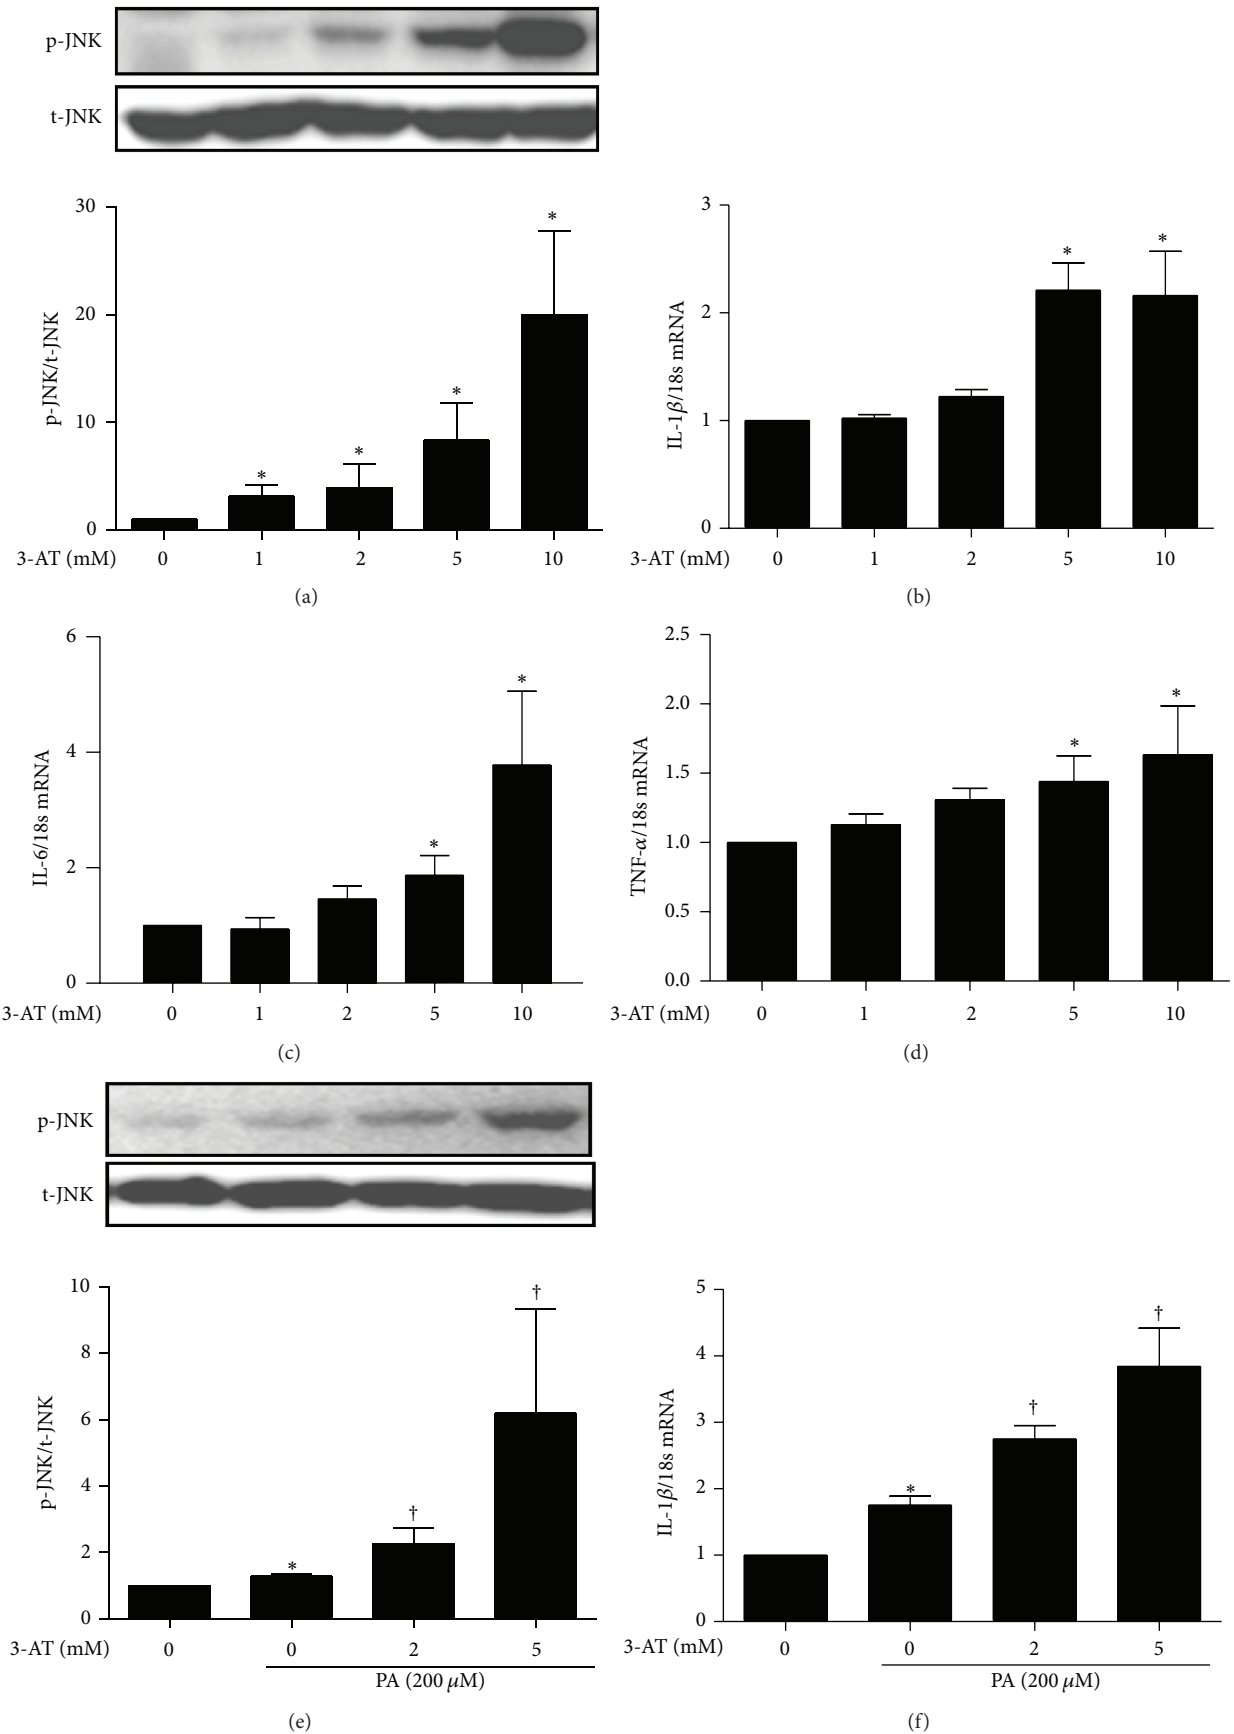 p-JNK
t-JNK
30
20
10
0
p-JNK/t-JNK
* * * *
3-AT (mM) 0 1 2 5 10
(a)
3
2
1
0
IL-1β/18s mRNA
* *
3-AT (mM) 0 1 2 5 10
(b)
6
4
2
0
IL-6/18s mRNA
* *
3-AT (mM) 0 1 2 5 10
(c)
2.5
2.0
1.5
1.0
0.5
0.0
TNF-α/18s mRNA
* *
3-AT (mM) 0 1 2 5 10
(d)
p-JNK
t-JNK
10
8
6
4
2
0
p-JNK/t-JNK
* † †
3-AT (mM) 0 0 2 5
PA (200 μM)
(e)
5
4
3
2
1
0
IL-1β/18s mRNA
* † †
3-AT (mM) 0 0 2 5
PA (200 μM)
(f)